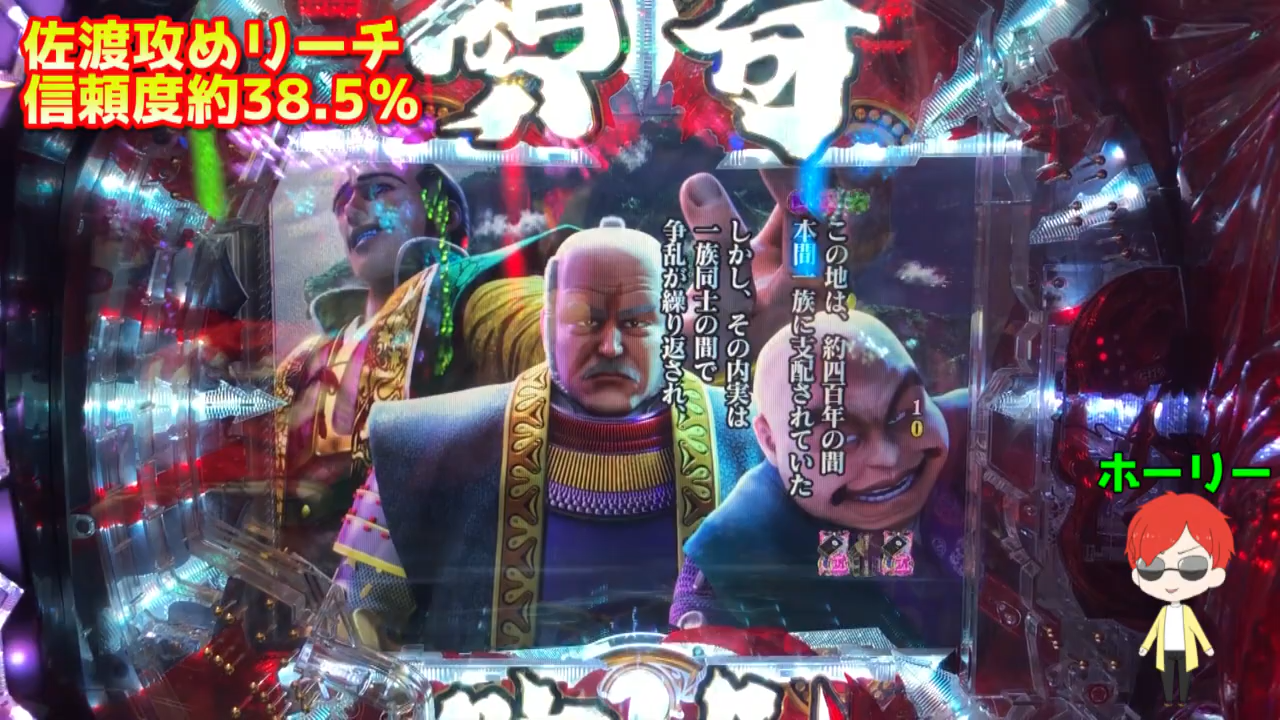 佐渡攻めリーチ
信頼度約38.5%
この地は、約四百年の間
本間一族に支配されていた
しかし、その内実は
一族同士の間で
争乱が繰り返され、
10
ホーリー